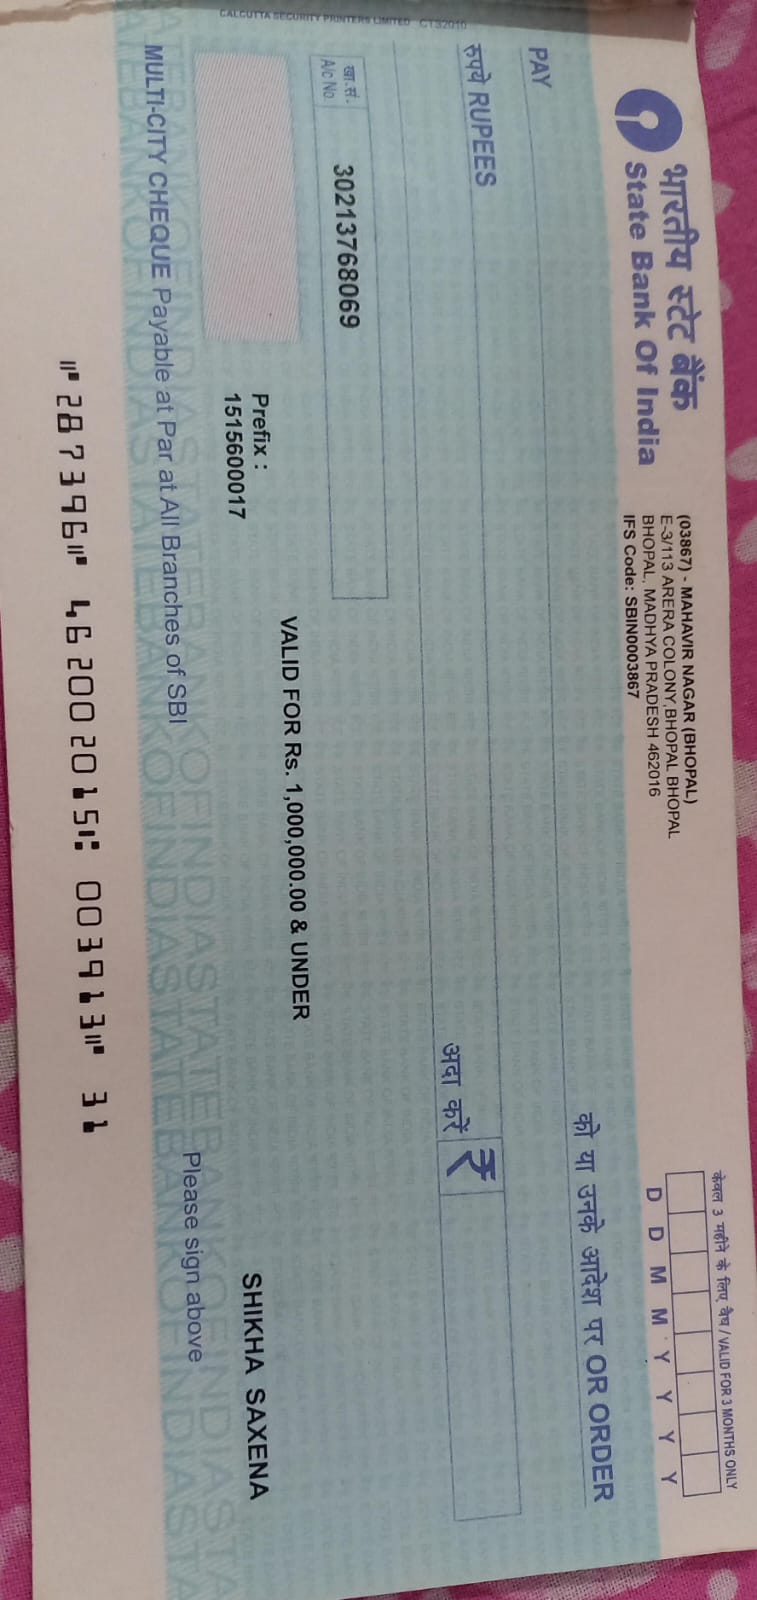 भारतीय स्टेट बैंक
State Bank Of India
(03867) - MAHAVIR NAGAR (BHOPAL)
E-3/113 ARERA COLONY,BHOPAL BHOPAL
BHOPAL, MADHYA PRADESH 462016
IFS Code: SBIN0003867
केवल 3 महीने के लिए वैध / VALID FOR 3 MONTHS ONLY
D D M M Y Y Y Y
PAY
को या उनके आदेश पर OR ORDER
रुपये RUPEES
अदा करें ₹
खा. सं.
A/c No.
30213768069
VALID FOR Rs. 1,000,000.00 & UNDER
Prefix :
1515600017
SHIKHA SAXENA
Please sign above
MULTI-CITY CHEQUE Payable at Par at All Branches of SBI
CALCUTTA SECURITY PRINTERS LIMITED CTS2010
⑈287396⑈ 462002015⑆ 003913⑈ 31